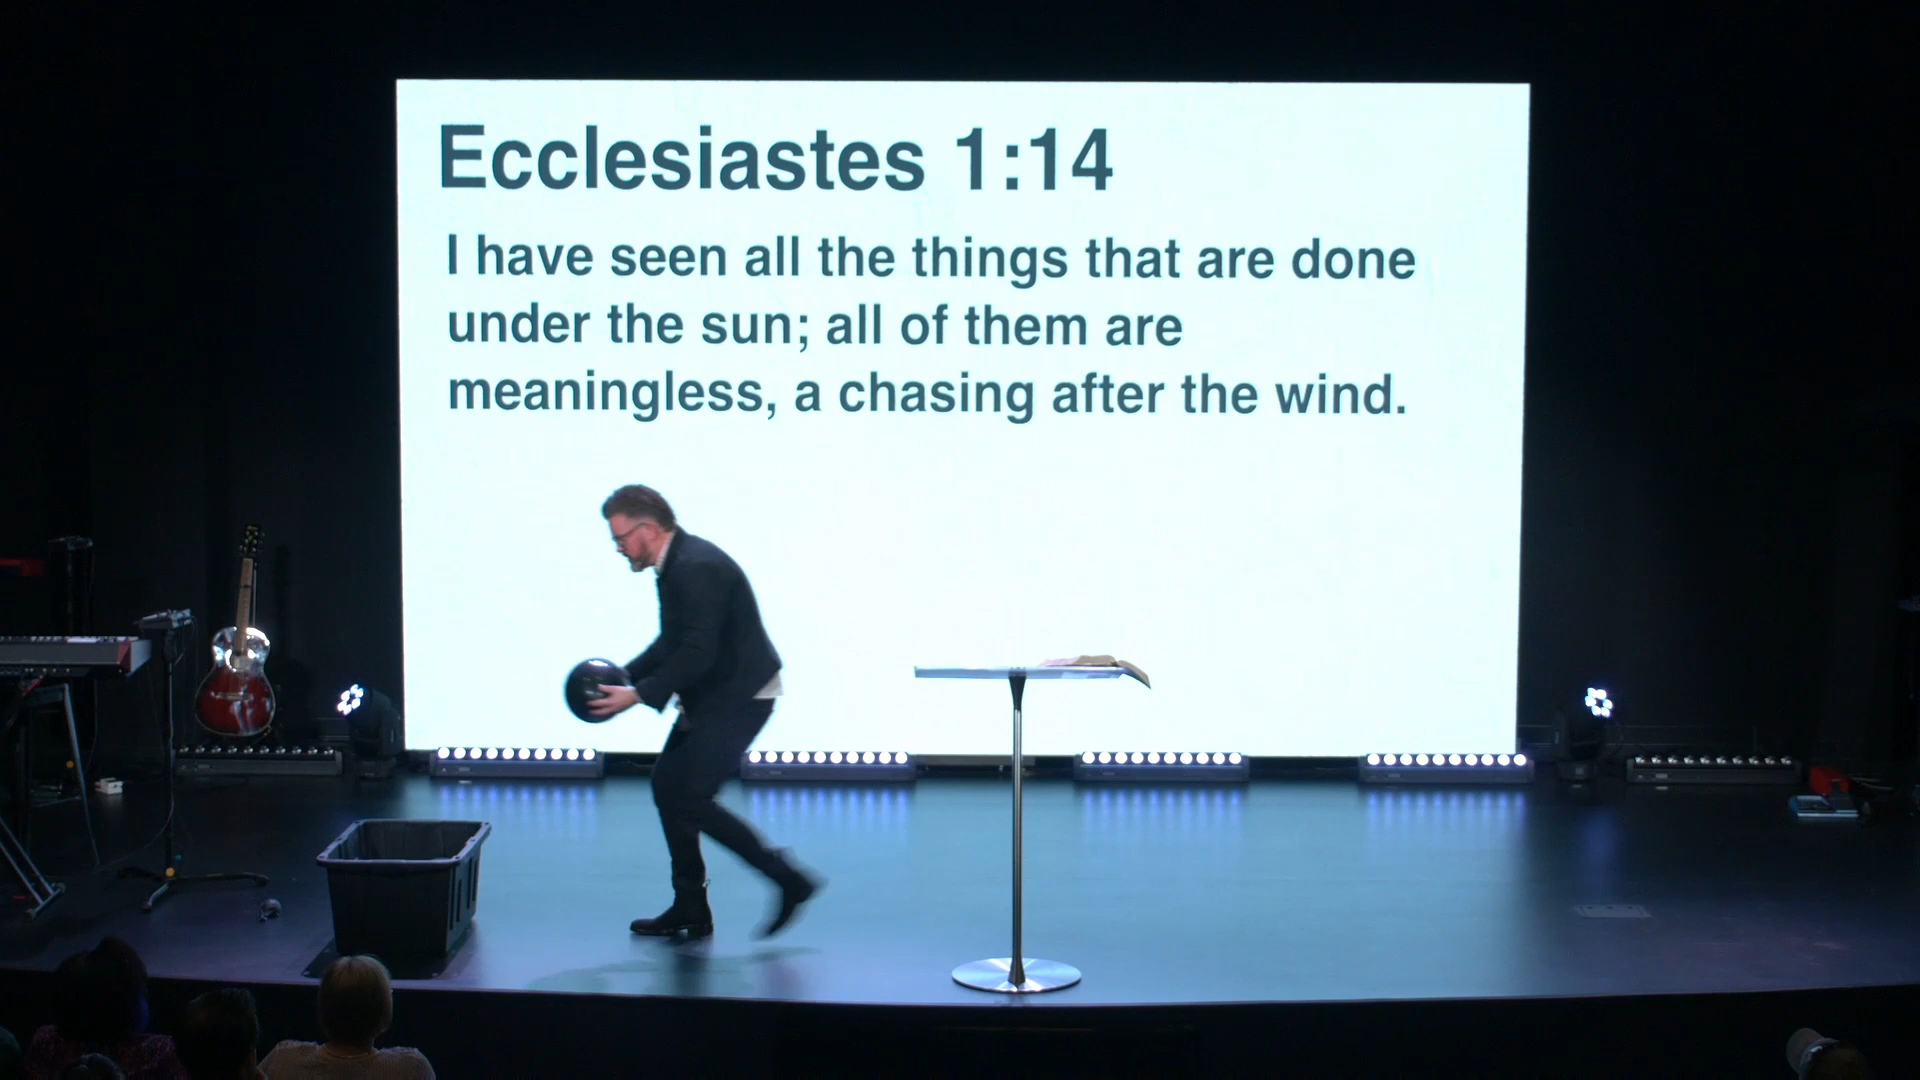 Ecclesiastes 1:14
I have seen all the things that are done
under the sun; all of them are
meaningless, a chasing after the wind.